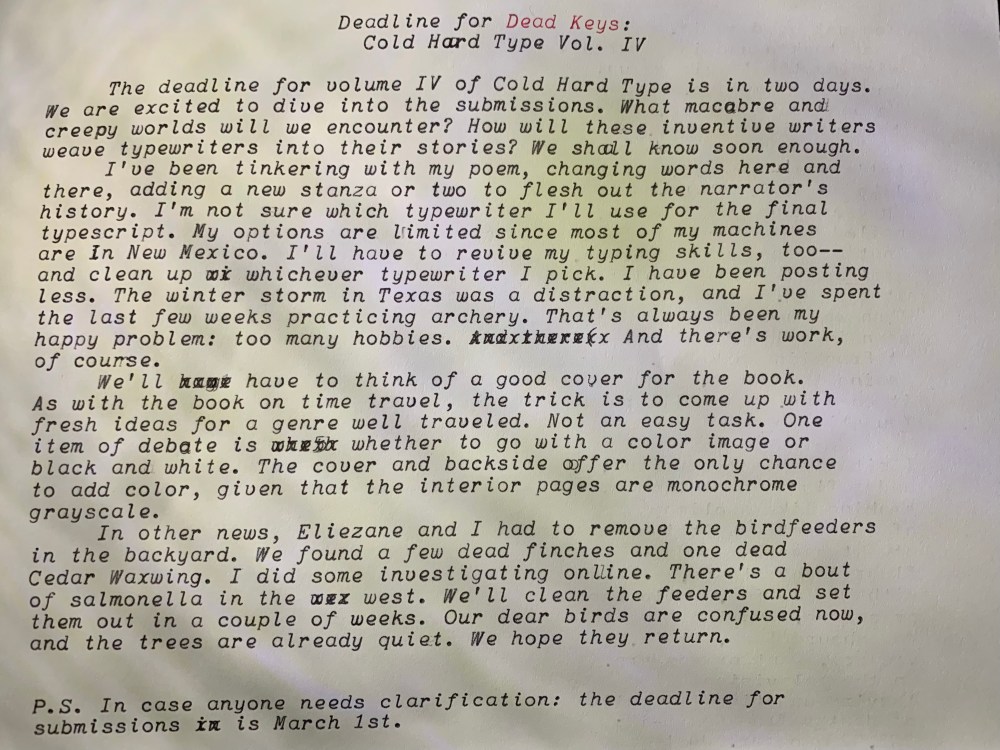 Deadline for Dead Keys:
Cold Hard Type Vol. IV
The deadline for volume IV of Cold Hard Type is in two days.
We are excited to dive into the submissions. What macabre and
creepy worlds will we encounter? How will these inventive writers
weave typewriters into their stories? We shall know soon enough.
I've been tinkering with my poem, changing words here and
there, adding a new stanza or two to flesh out the narrator's
history. I'm not sure which typewriter I'll use for the final
typescript. My options are limited since most of my machines
are In New Mexico. I'll have to revive my typing skills, too--
and clean up whichever typewriter I pick. I have been posting
less. The winter storm in Texas was a distraction, and I've spent
the last few weeks practicing archery. That's always been my
happy problem: too many hobbies. And there's work,
of course.
We'll have to think of a good cover for the book.
As with the book on time travel, the trick is to come up with
fresh ideas for a genre well traveled. Not an easy task. One
item of debate is whether to go with a color image or
black and white. The cover and backside offer the only chance
to add color, given that the interior pages are monochrome
grayscale.
In other news, Eliezane and I had to remove the birdfeeders
in the backyard. We found a few dead finches and one dead
Cedar Waxwing. I did some investigating online. There's a bout
of salmonella in the west. We'll clean the feeders and set
them out in a couple of weeks. Our dear birds are confused now,
and the trees are already quiet. We hope they return.
P.S. In case anyone needs clarification: the deadline for
submissions is March 1st.